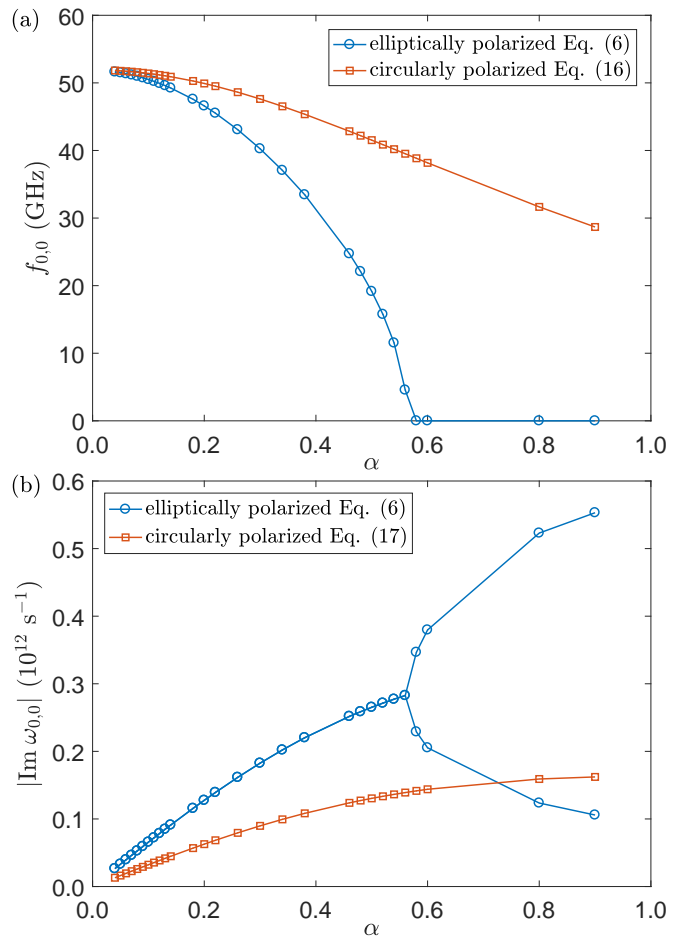 (a)
60
50
40
30
20
10
0
f0,0 (GHz)
elliptically polarized Eq. (6)
circularly polarized Eq. (16)
0.0 0.2 0.4 0.6 0.8 1.0
α
(b)
0.6
0.5
0.4
0.3
0.2
0.1
0.0
|Im ω0,0| (10¹² s⁻¹)
elliptically polarized Eq. (6)
circularly polarized Eq. (17)
0.0 0.2 0.4 0.6 0.8 1.0
α